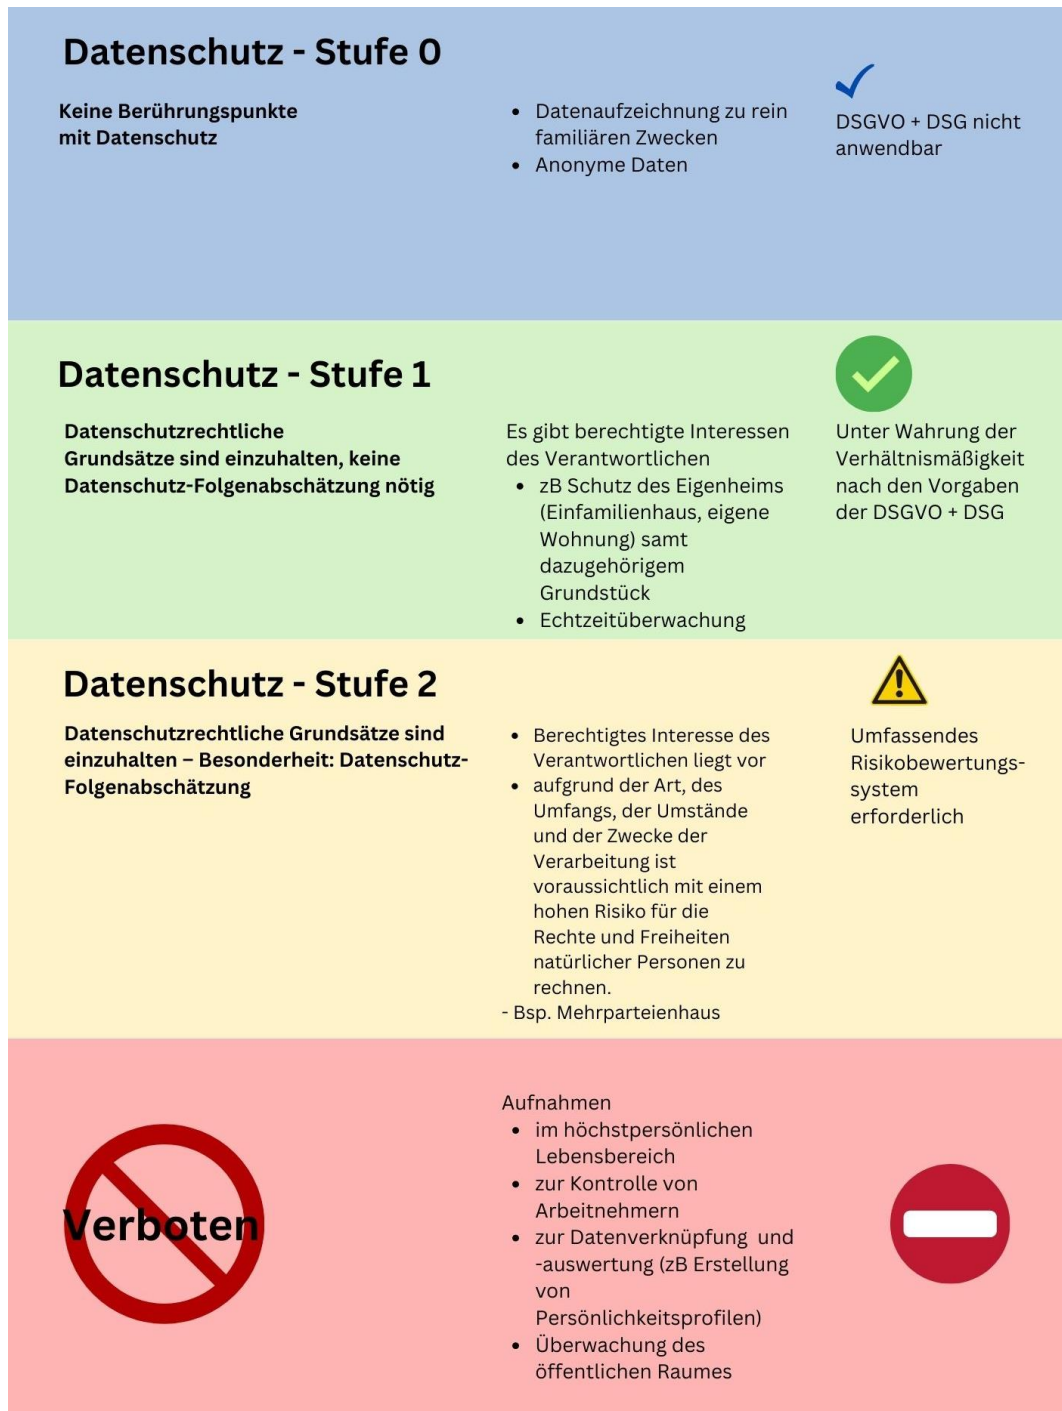 Datenschutz - Stufe 0
Keine Berührungspunkte
mit Datenschutz
• Datenaufzeichnung zu rein
familiären Zwecken
• Anonyme Daten
DSGVO + DSG nicht
anwendbar
Datenschutz - Stufe 1
Datenschutzrechtliche
Grundsätze sind einzuhalten, keine
Datenschutz-Folgenabschätzung nötig
Es gibt berechtigte Interessen
des Verantwortlichen
• zB Schutz des Eigenheims
(Einfamilienhaus, eigene
Wohnung) samt
dazugehörigem
Grundstück
• Echtzeitüberwachung
Unter Wahrung der
Verhältnismäßigkeit
nach den Vorgaben
der DSGVO + DSG
Datenschutz - Stufe 2
Datenschutzrechtliche Grundsätze sind
einzuhalten – Besonderheit: Datenschutz-
Folgenabschätzung
• Berechtigtes Interesse des
Verantwortlichen liegt vor
• aufgrund der Art, des
Umfangs, der Umstände
und der Zwecke der
Verarbeitung ist
voraussichtlich mit einem
hohen Risiko für die
Rechte und Freiheiten
natürlicher Personen zu
rechnen.
- Bsp. Mehrparteienhaus
Umfassendes
Risikobewertungs-
system
erforderlich
Verboten
Aufnahmen
• im höchstpersönlichen
Lebensbereich
• zur Kontrolle von
Arbeitnehmern
• zur Datenverknüpfung und
-auswertung (zB Erstellung
von
Persönlichkeitsprofilen)
• Überwachung des
öffentlichen Raumes